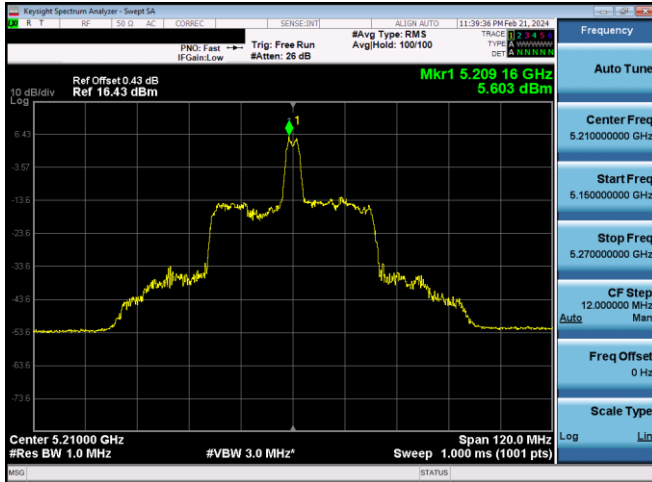 Keysight Spectrum Analyzer - Swept SA
R T RF 50 Ω AC CORREC SENSE:INT ALIGN AUTO 11:39:36 PM Feb 21, 2024
#Avg Type: RMS TRACE 1 2 3 4 5 6
PNO: Fast Trig: Free Run Avg|Hold: 100/100 TYPE A WWWWW
IFGain:Low #Atten: 26 dB DET A N N N N N
Mkr1 5.209 16 GHz
5.603 dBm
Ref Offset 0.43 dB
10 dB/div Ref 16.43 dBm
Log
1
6.43
-3.57
-13.6
-23.6
-33.6
-43.6
-53.6
-63.6
-73.6
Center 5.21000 GHz Span 120.0 MHz
#Res BW 1.0 MHz #VBW 3.0 MHz* Sweep 1.000 ms (1001 pts)
MSG STATUS
Frequency
Auto Tune
Center Freq
5.210000000 GHz
Start Freq
5.150000000 GHz
Stop Freq
5.270000000 GHz
CF Step
12.000000 MHz
Auto Man
Freq Offset
0 Hz
Scale Type
Log Lin